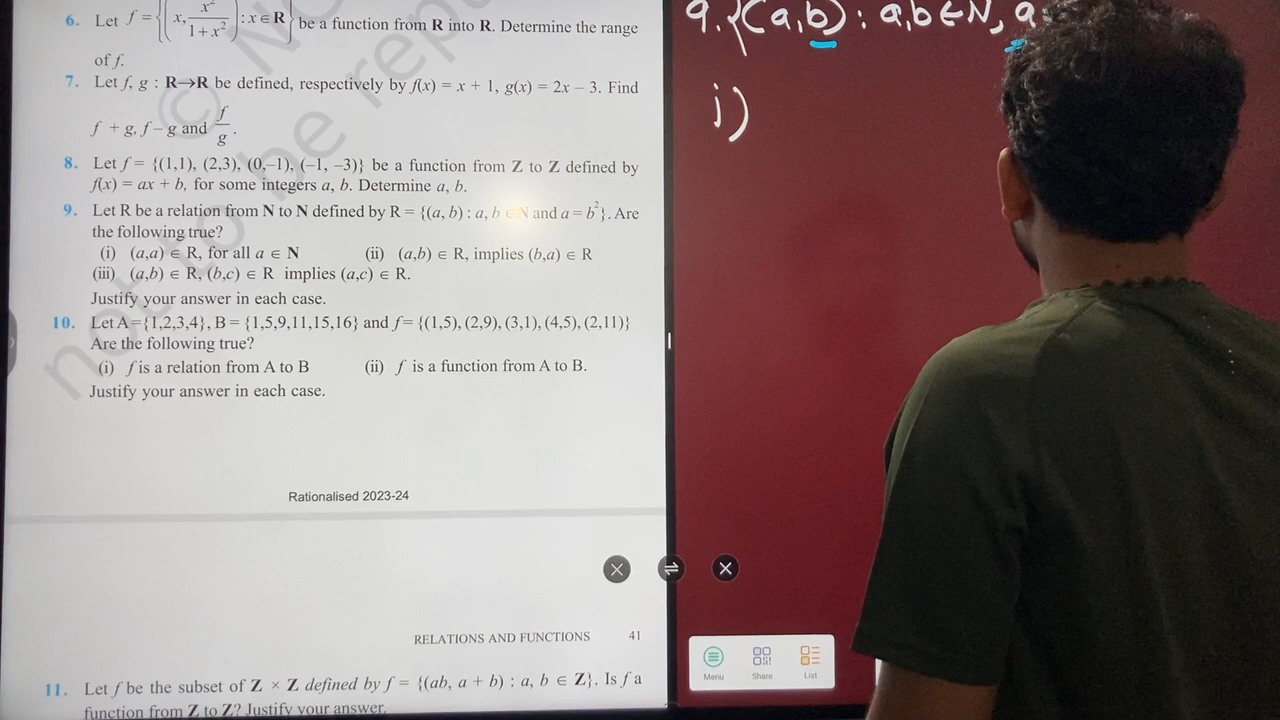 6. Let f = {(x, x²/1+x²) : x ∈ R} be a function from R into R. Determine the range
of f.
7. Let f, g : R→R be defined, respectively by f(x) = x + 1, g(x) = 2x – 3. Find
f + g, f – g and f/g.
8. Let f = {(1,1), (2,3), (0,–1), (–1, –3)} be a function from Z to Z defined by
f(x) = ax + b, for some integers a, b. Determine a, b.
9. Let R be a relation from N to N defined by R = {(a, b) : a, b ∈ N and a = b²}. Are
the following true?
(i) (a,a) ∈ R, for all a ∈ N (ii) (a,b) ∈ R, implies (b,a) ∈ R
(iii) (a,b) ∈ R, (b,c) ∈ R implies (a,c) ∈ R.
Justify your answer in each case.
10. Let A={1,2,3,4}, B = {1,5,9,11,15,16} and f = {(1,5), (2,9), (3,1), (4,5), (2,11)}
Are the following true?
(i) f is a relation from A to B (ii) f is a function from A to B.
Justify your answer in each case.
Rationalised 2023-24
RELATIONS AND FUNCTIONS 41
11. Let f be the subset of Z × Z defined by f = {(ab, a + b) : a, b ∈ Z}. Is f a
function from Z to Z? Justify your answer.
not to be repu
© N
9. {(a,b) : a,b ∈ N, a
i)
Menu Share List